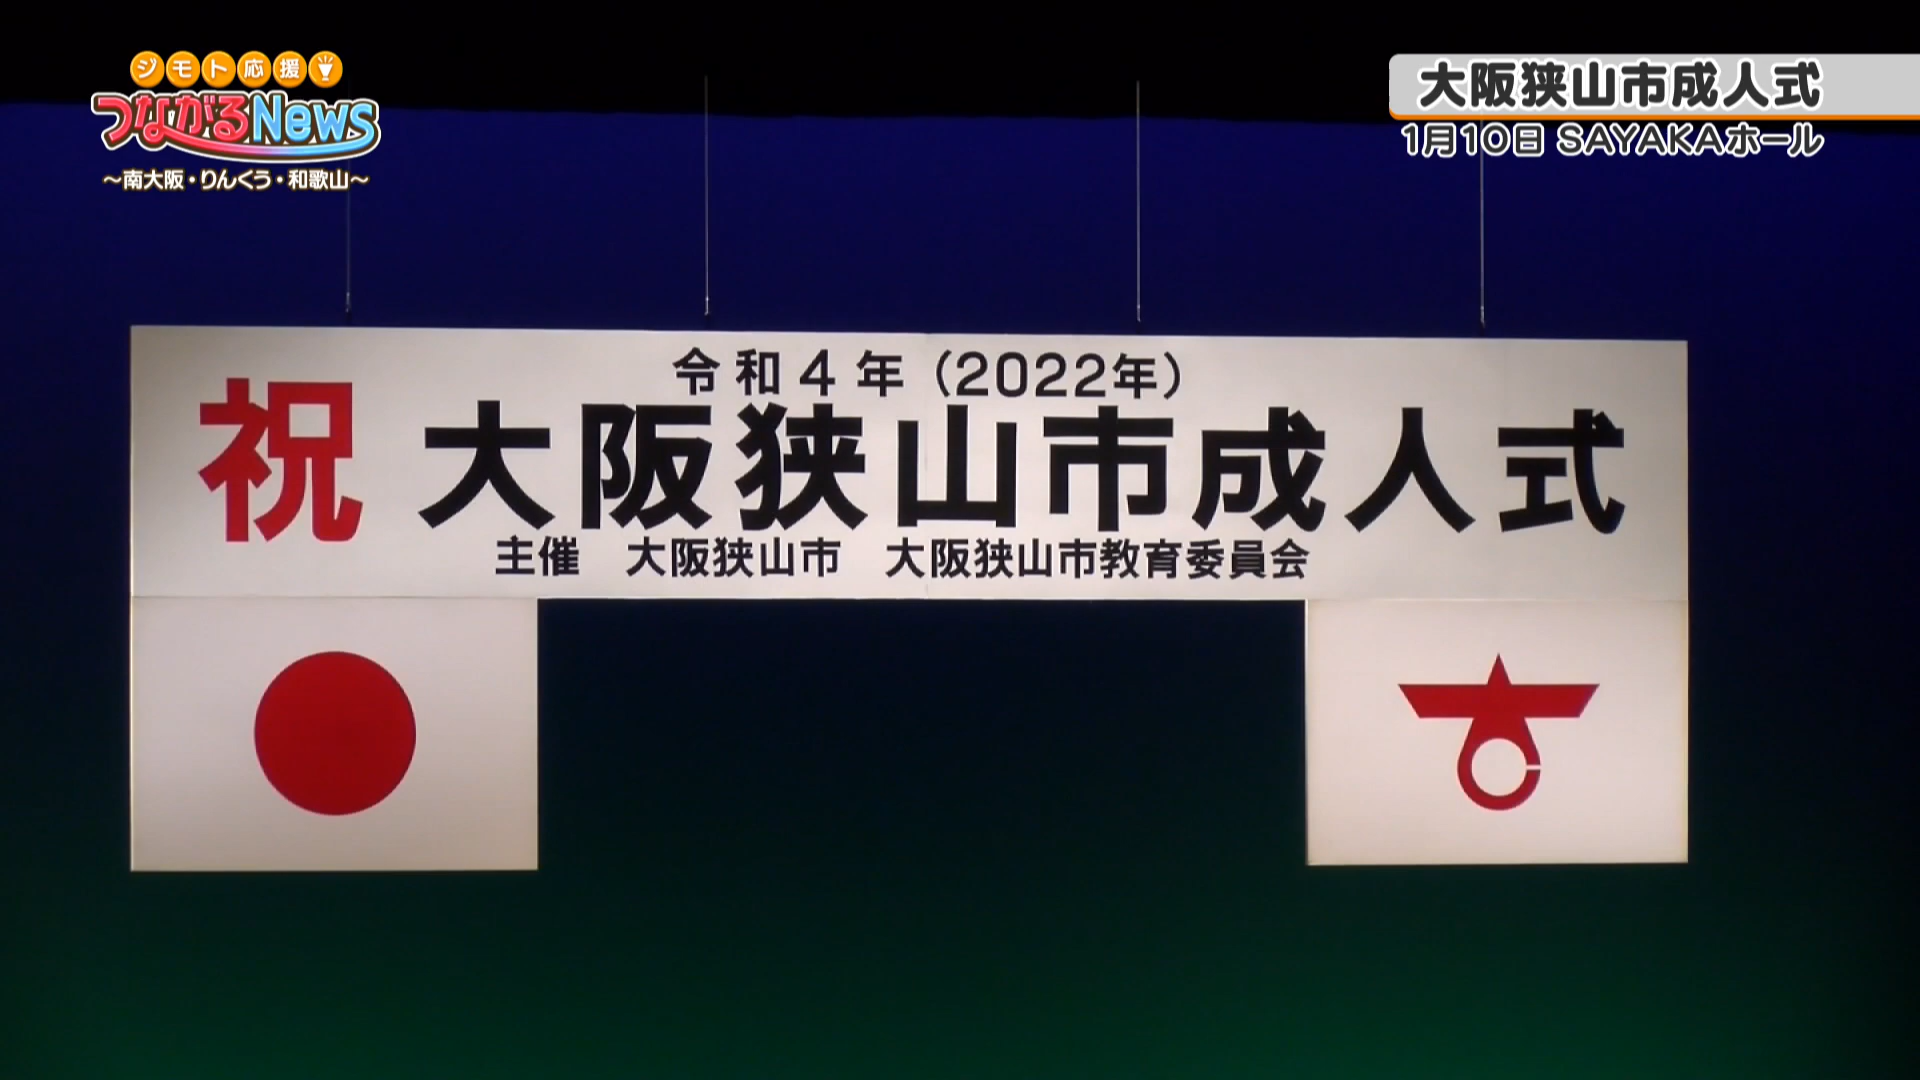 ジモト応援
つながるNews
～南大阪・りんくう・和歌山～
大阪狭山市成人式
1月10日 SAYAKAホール
令和4年（2022年）
祝 大阪狭山市成人式
主催　大阪狭山市　大阪狭山市教育委員会